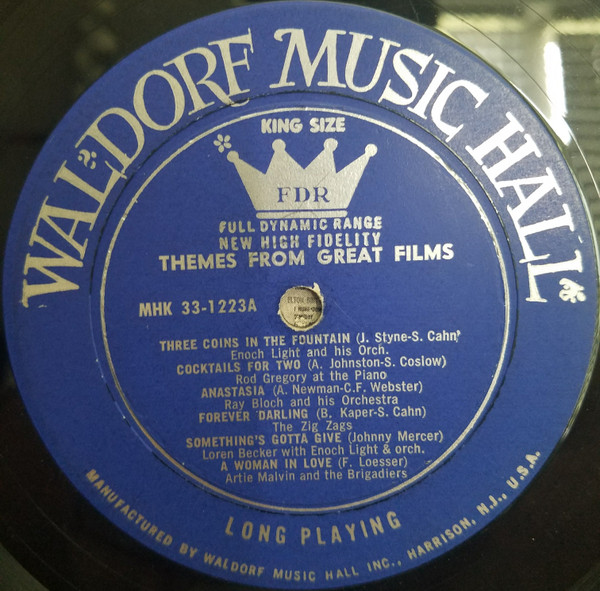 WALDORF MUSIC HALL
KING SIZE
FDR
FULL DYNAMIC RANGE
NEW HIGH FIDELITY
THEMES FROM GREAT FILMS
MHK 33-1223A
THREE COINS IN THE FOUNTAIN (J. Styne-S. Cahn)
Enoch Light and his Orch.
COCKTAILS FOR TWO (A. Johnston-S. Coslow)
Rod Gregory at the Piano
ANASTASIA (A. Newman-C.F. Webster)
Ray Bloch and his Orchestra
FOREVER DARLING (B. Kaper-S. Cahn)
The Zig Zags
SOMETHING'S GOTTA GIVE (Johnny Mercer)
Loren Becker with Enoch Light & orch.
A WOMAN IN LOVE (F. Loesser)
Artie Malvin and the Brigadiers
LONG PLAYING
MANUFACTURED BY WALDORF MUSIC HALL INC., HARRISON, N.J., U.S.A.